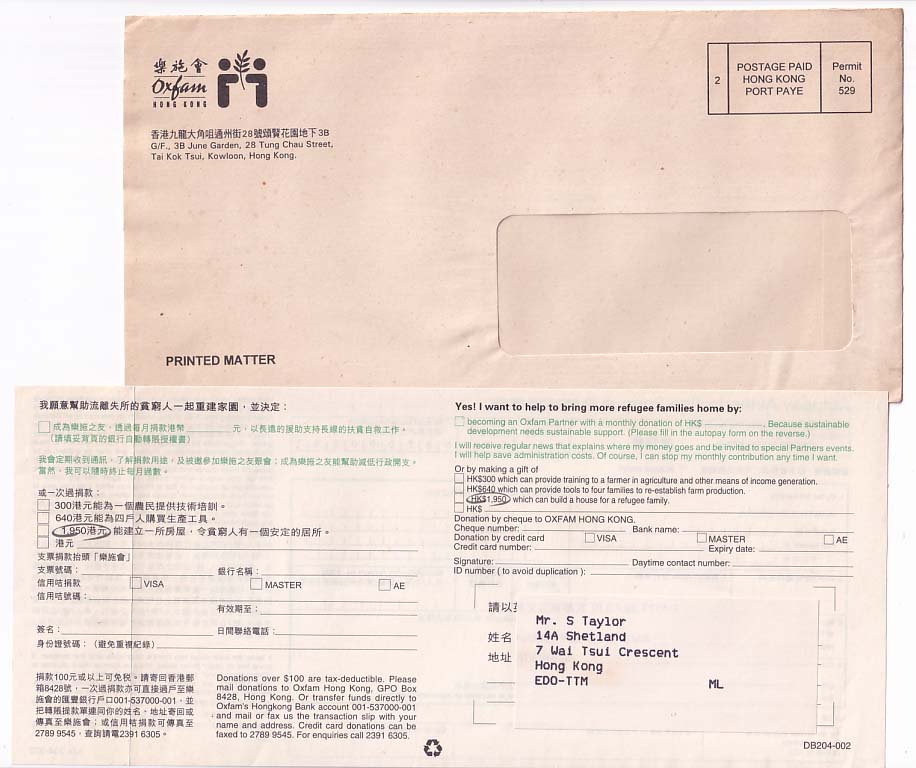 樂施會
Oxfam
HONG KONG
香港九龍大角咀通州街28號頌賢花園地下3B
G/F., 3B June Garden, 28 Tung Chau Street,
Tai Kok Tsui, Kowloon, Hong Kong.
2
POSTAGE PAID
HONG KONG
PORT PAYE
Permit
No.
529
PRINTED MATTER
我願意幫助流離失所的貧窮人一起重建家園，並決定：
成為樂施之友，透過每月捐款港幣 元，以長遠的援助支持長線的扶貧自救工作。
（請填妥背頁的銀行自動轉賬授權書）
我會定期收到通訊，了解捐款用途，及被邀參加樂施之友聚會；成為樂施之友能幫助減低行政開支。
當然，我可以隨時終止每月過數。
或一次過捐款：
300港元能為一個農民提供技術培訓。
640港元能為四戶人購買生產工具。
1,950港元 能建立一所房屋，令貧窮人有一個安定的居所。
港元
支票捐款抬頭「樂施會」
支票號碼： 銀行名稱：
信用咭捐款 VISA MASTER AE
信用咭號碼：
有效期至：
簽名： 日間聯絡電話：
身份證號碼：（避免重複紀錄）
捐款100元或以上可免稅。請寄回香港郵
箱8428號，一次過捐款亦可直接過戶至樂
施會的匯豐銀行戶口001-537000-001，並
把轉賬提款單連同你的姓名、地址寄回或
傳真至樂施會；或信用咭捐款可傳真至
2789 9545，查詢請電2391 6305。
Donations over $100 are tax-deductible. Please
mail donations to Oxfam Hong Kong, GPO Box
8428, Hong Kong. Or transfer funds directly to
Oxfam's Hongkong Bank account 001-537000-001
and mail or fax us the transaction slip with your
name and address. Credit card donations can be
faxed to 2789 9545. For enquiries call 2391 6305.
Yes! I want to help to bring more refugee families home by:
becoming an Oxfam Partner with a monthly donation of HK$ . Because sustainable
development needs sustainable support. (Please fill in the autopay form on the reverse.)
I will receive regular news that explains where my money goes and be invited to special Partners events.
I will help save administration costs. Of course, I can stop my monthly contribution any time I want.
Or by making a gift of
HK$300 which can provide training to a farmer in agriculture and other means of income generation.
HK$640 which can provide tools to four families to re-establish farm production.
HK$1,950 which can build a house for a refugee family.
HK$
Donation by cheque to OXFAM HONG KONG.
Cheque number: Bank name:
Donation by credit card VISA MASTER AE
Credit card number: Expiry date:
Signature: Daytime contact number:
ID number ( to avoid duplication ):
請以
姓名
地址
Mr. S Taylor
14A Shetland
7 Wai Tsui Crescent
Hong Kong
EDO-TTM ML
DB204-002